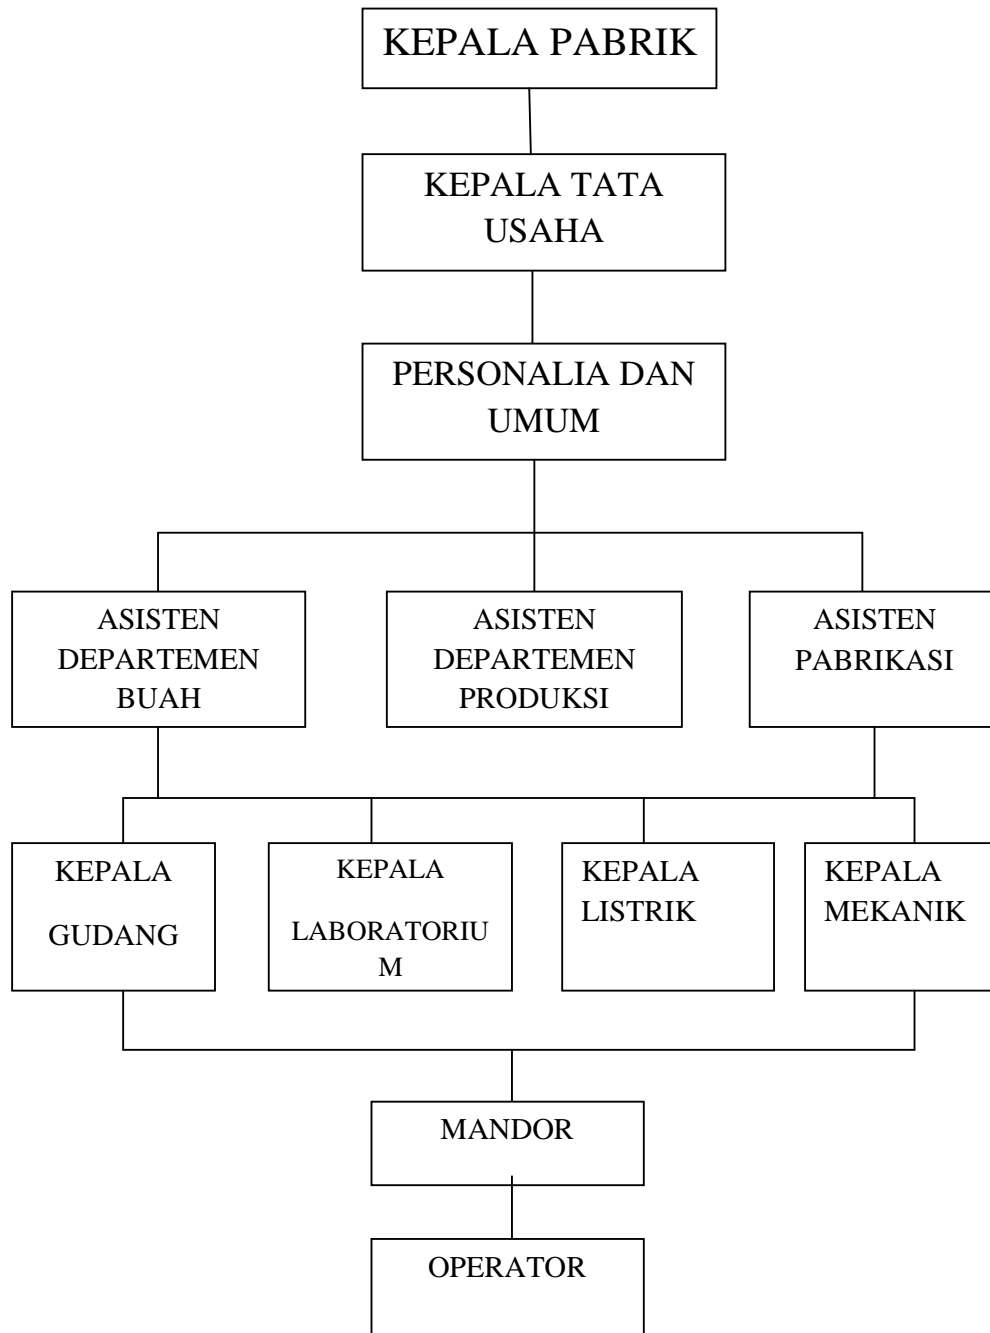 KEPALA PABRIK
KEPALA TATA
USAHA
PERSONALIA DAN
UMUM
ASISTEN
DEPARTEMEN
BUAH
ASISTEN
DEPARTEMEN
PRODUKSI
ASISTEN
PABRIKASI
KEPALA
GUDANG
KEPALA
LABORATORIU
M
KEPALA
LISTRIK
KEPALA
MEKANIK
MANDOR
OPERATOR